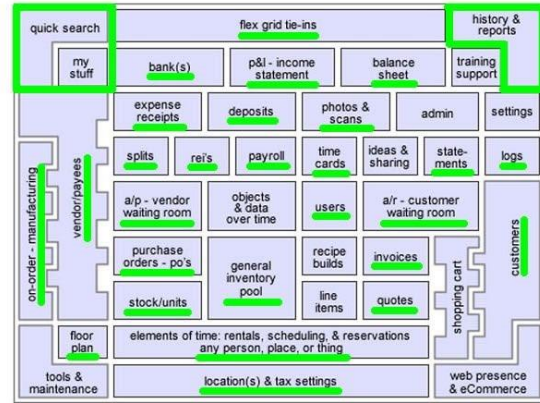 quick search
flex grid tie-ins
history &
reports
my
stuff
bank(s)
p&l - income
statement
balance
sheet
training
support
expense
receipts
deposits
photos &
scans
admin
settings
splits
rei's
payroll
time
cards
ideas &
sharing
state-
ments
logs
on-order - manufacturing
vendor/payees
a/p - vendor
waiting room
objects
& data
over time
users
a/r - customer
waiting room
customers
purchase
orders - po's
general
inventory
pool
recipe
builds
invoices
shopping cart
stock/units
line
items
quotes
floor
plan
elements of time: rentals, scheduling, & reservations
any person, place, or thing
tools &
maintenance
location(s) & tax settings
web presence
& eCommerce